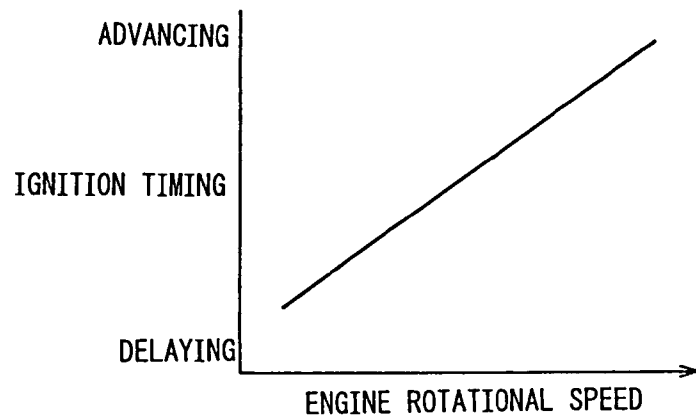 ADVANCING
IGNITION TIMING
DELAYING
ENGINE ROTATIONAL SPEED